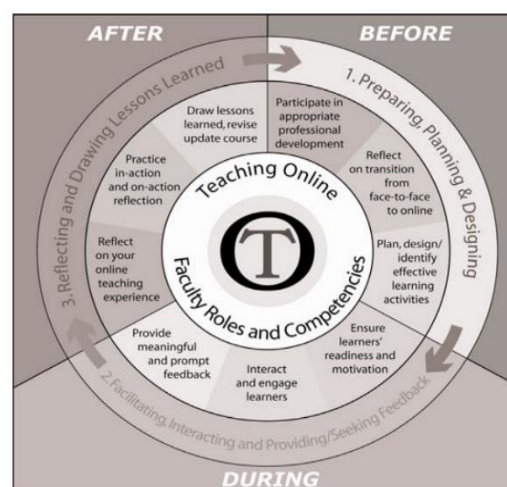 AFTER
BEFORE
1. Preparing, Planning & Designing
Participate in
appropriate
professional
development
Reflect
on transition
from
face-to-face
to online
Plan, design/
identify
effective
learning
activities
2. Facilitating, Interacting and Providing/Seeking Feedback
Ensure
learners'
readiness and
motivation
Interact
and engage
learners
Provide
meaningful
and prompt
feedback
3. Reflecting and Drawing Lessons Learned
Reflect
on your
online
teaching
experience
Practice
in-action
and on-action
reflection
Draw lessons
learned, revise
update course
Teaching Online
OT
Faculty Roles and Competencies
DURING